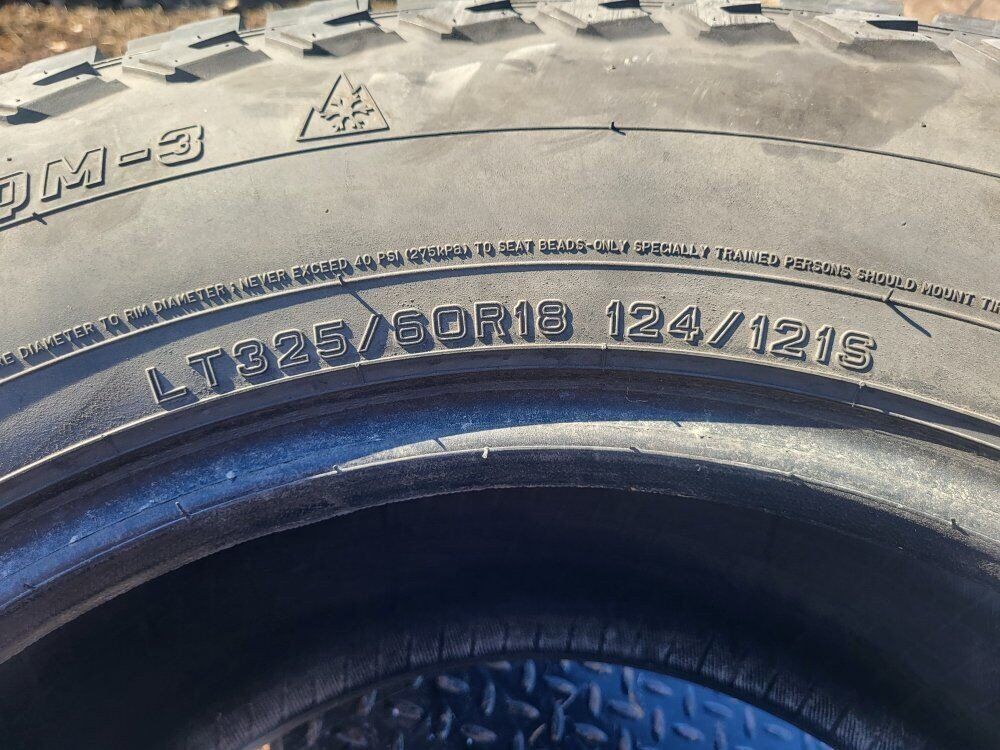 M-3
DIAMETER TO RIM DIAMETER ; NEVER EXCEED 40 PSI (275kPa) TO SEAT BEADS-ONLY SPECIALLY TRAINED PERSONS SHOULD MOUNT
LT325/60R18 124/121S